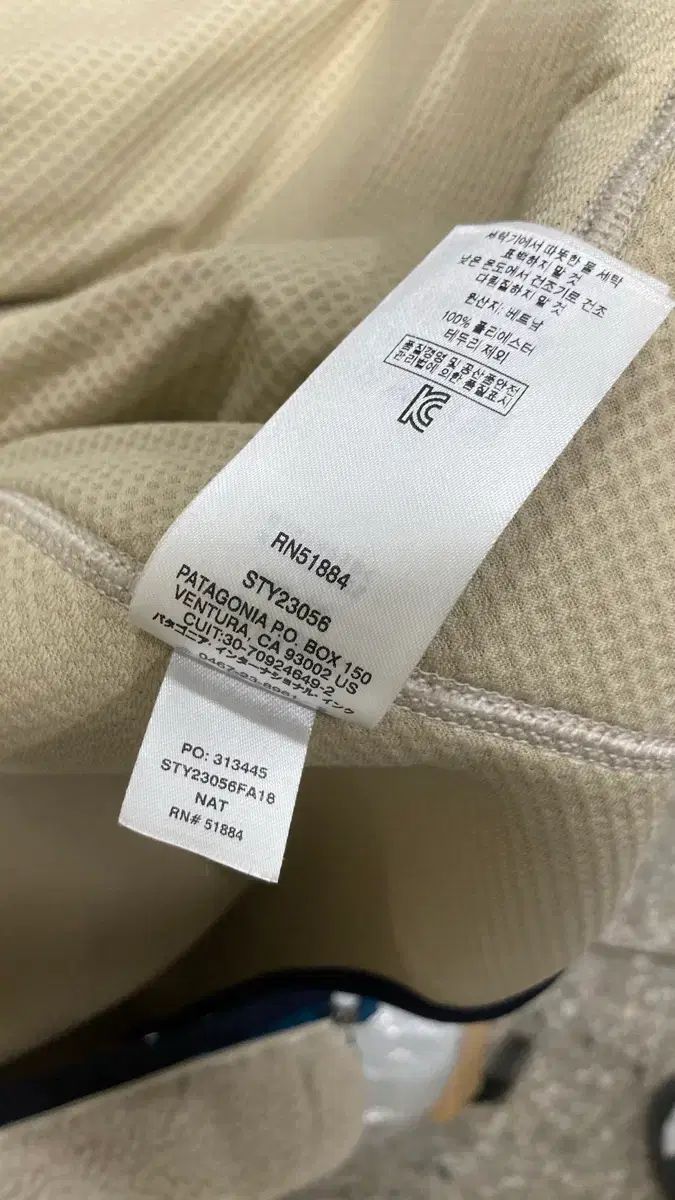 세탁기에서 따뜻한 물 세탁
표백하지 말 것
낮은 온도에서 건조기로 건조
다림질하지 말 것
원산지: 베트남
100% 폴리에스터
테두리 제외
품질경영 및 공산품안전
관리법에 의한 품질표시
RN51884
STY23056
PATAGONIA P.O. BOX 150
VENTURA, CA 93002 US
CUIT:30-70924649-2
パタゴニア・インターナショナル・インク
PO: 313445
STY23056FA18
NAT
RN# 51884